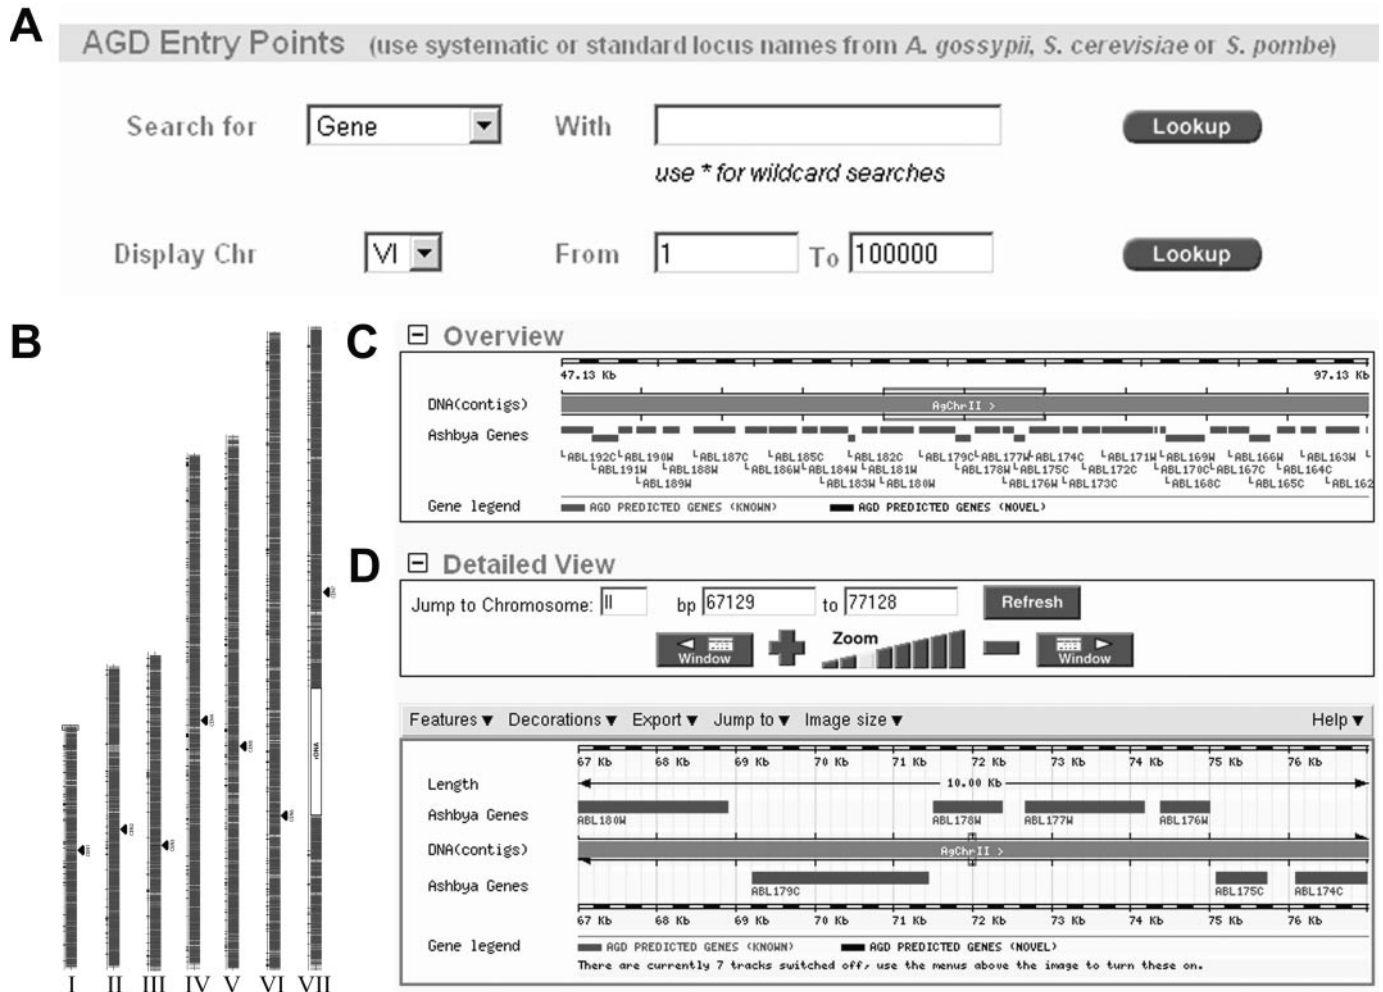 A
AGD Entry Points (use systematic or standard locus names from A. gossypii, S. cerevisiae or S. pombe)
Search for Gene With Lookup
use * for wildcard searches
Display Chr VI From 1 To 100000 Lookup
B
I II III IV V VI VII
C
Overview
47.13 Kb 97.13 Kb
DNA(contigs) AgChrII >
Ashbya Genes
ABL192C ABL190W ABL187C ABL185C ABL182C ABL179C ABL177W ABL174C ABL171W ABL169W ABL166W ABL163W
ABL191W ABL188W ABL186W ABL184W ABL181W ABL178W ABL175C ABL172C ABL170C ABL167C ABL164C
ABL189W ABL183W ABL180W ABL176W ABL173C ABL168C ABL165C ABL162
Gene legend AGD PREDICTED GENES (KNOWN) AGD PREDICTED GENES (NOVEL)
D
Detailed View
Jump to Chromosome: II bp 67129 to 77128 Refresh
Window Zoom Window
Features Decorations Export Jump to Image size Help
67 Kb 68 Kb 69 Kb 70 Kb 71 Kb 72 Kb 73 Kb 74 Kb 75 Kb 76 Kb
Length 10.00 Kb
Ashbya Genes
ABL180W ABL178W ABL177W ABL176W
DNA(contigs) AgChrII >
Ashbya Genes
ABL179C ABL175C ABL174C
67 Kb 68 Kb 69 Kb 70 Kb 71 Kb 72 Kb 73 Kb 74 Kb 75 Kb 76 Kb
Gene legend AGD PREDICTED GENES (KNOWN) AGD PREDICTED GENES (NOVEL)
There are currently 7 tracks switched off, use the menus above the image to turn these on.